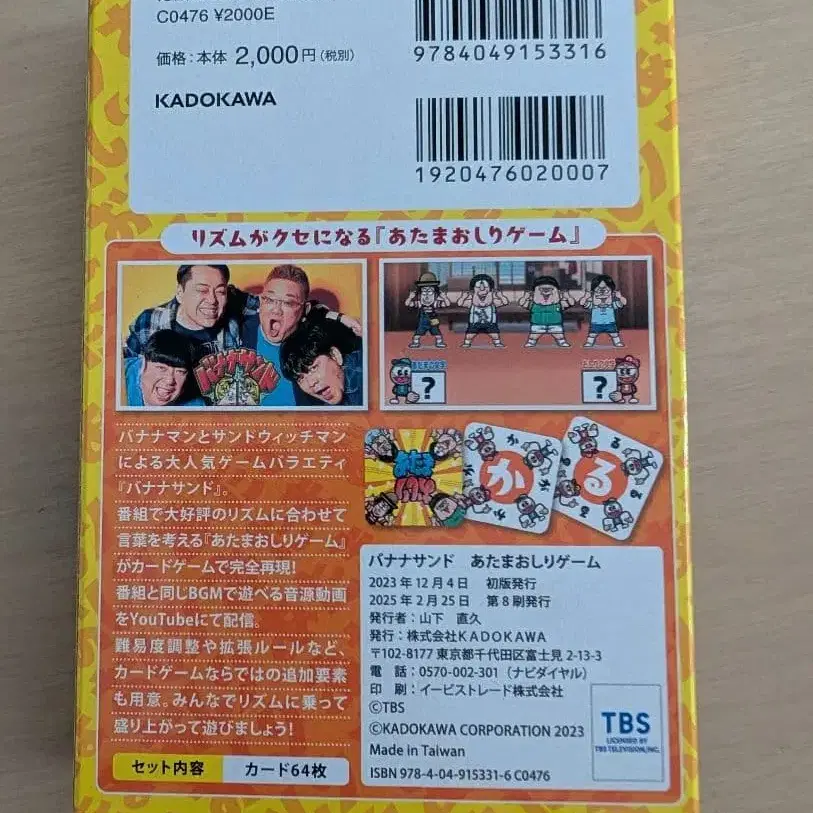 C0476 ¥2000E
価格：本体 2,000円（税別）
KADOKAWA
9784049153316
1920476020007
リズムがクセになる『あたまおしりゲーム』
バナナサンド
?
?
バナナマンとサンドウィッチマン
による大人気ゲームバラエティ
『バナナサンド』。
番組で大好評のリズムに合わせて
言葉を考える『あたまおしりゲーム』
がカードゲームで完全再現!
番組と同じBGMで遊べる音源動画
をYouTubeにて配信。
難易度調整や拡張ルールなど、
カードゲームならではの追加要素
も用意。みんなでリズムに乗って
盛り上がって遊びましょう!
セット内容 カード64枚
あたま
か
か
か
る
る
る
バナナサンド あたまおしりゲーム
2023年12月4日 初版発行
2025年2月25日 第8刷発行
発行者：山下 直久
発行：株式会社KADOKAWA
〒102-8177 東京都千代田区富士見 2-13-3
電 話：0570-002-301（ナビダイヤル）
印 刷：イービストレード株式会社
©TBS
©KADOKAWA CORPORATION 2023
Made in Taiwan
ISBN 978-4-04-915331-6 C0476
TBS
LICENSED BY
TBS TELEVISION, INC.